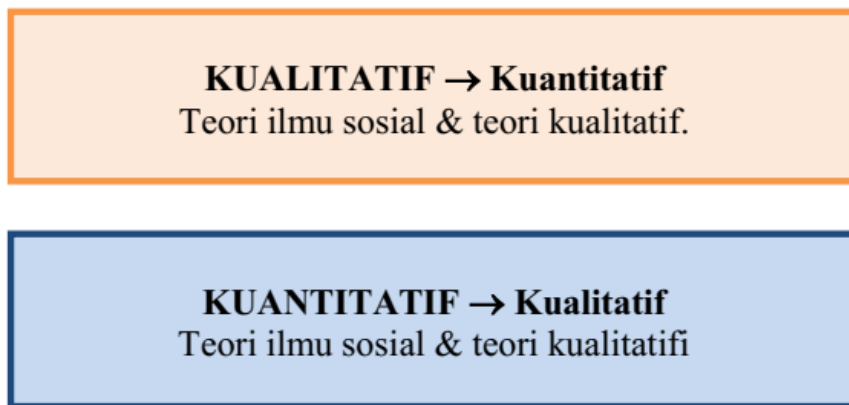 KUALITATIF → Kuantitatif
Teori ilmu sosial & teori kualitatif.
KUANTITATIF → Kualitatif
Teori ilmu sosial & teori kualitatifi